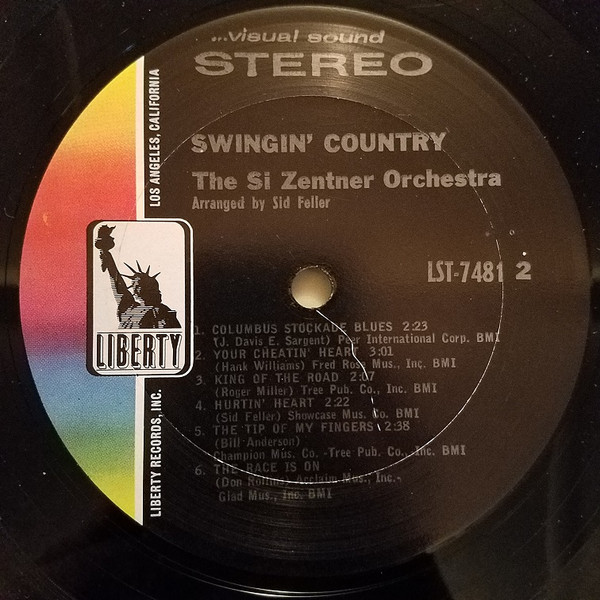 ...visual sound
STEREO
SWINGIN' COUNTRY
The Si Zentner Orchestra
Arranged by Sid Feller
LST-7481 2
LOS ANGELES, CALIFORNIA
LIBERTY
LIBERTY RECORDS, INC.
1. COLUMBUS STOCKADE BLUES 2:23
(J. Davis E. Sargent) Peer International Corp. BMI
2. YOUR CHEATIN' HEART 3:01
(Hank Williams) Fred Rose Mus., Inc. BMI
3. KING OF THE ROAD 2:07
(Roger Miller) Tree Pub. Co., Inc. BMI
4. HURTIN' HEART 2:22
(Sid Feller) Showcase Mus. Co. BMI
5. THE TIP OF MY FINGERS 2:38
(Bill Anderson)
Champion Mus. Co. -Tree Pub. Co., Inc. BMI
6. THE RACE IS ON
(Don Rollins) Acclaim Mus., Inc.-
Glad Mus., Inc. BMI